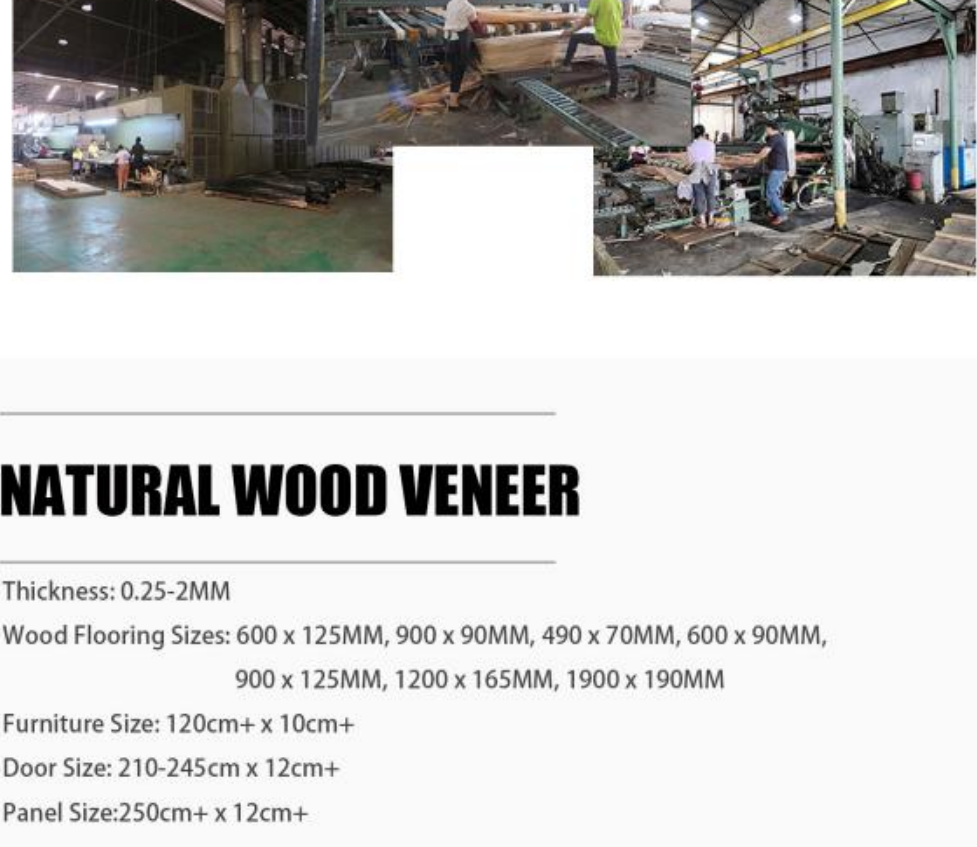 NATURAL WOOD VENEER
Thickness: 0.25-2MM
Wood Flooring Sizes: 600 x 125MM, 900 x 90MM, 490 x 70MM, 600 x 90MM,
900 x 125MM, 1200 x 165MM, 1900 x 190MM
Furniture Size: 120cm+ x 10cm+
Door Size: 210-245cm x 12cm+
Panel Size:250cm+ x 12cm+